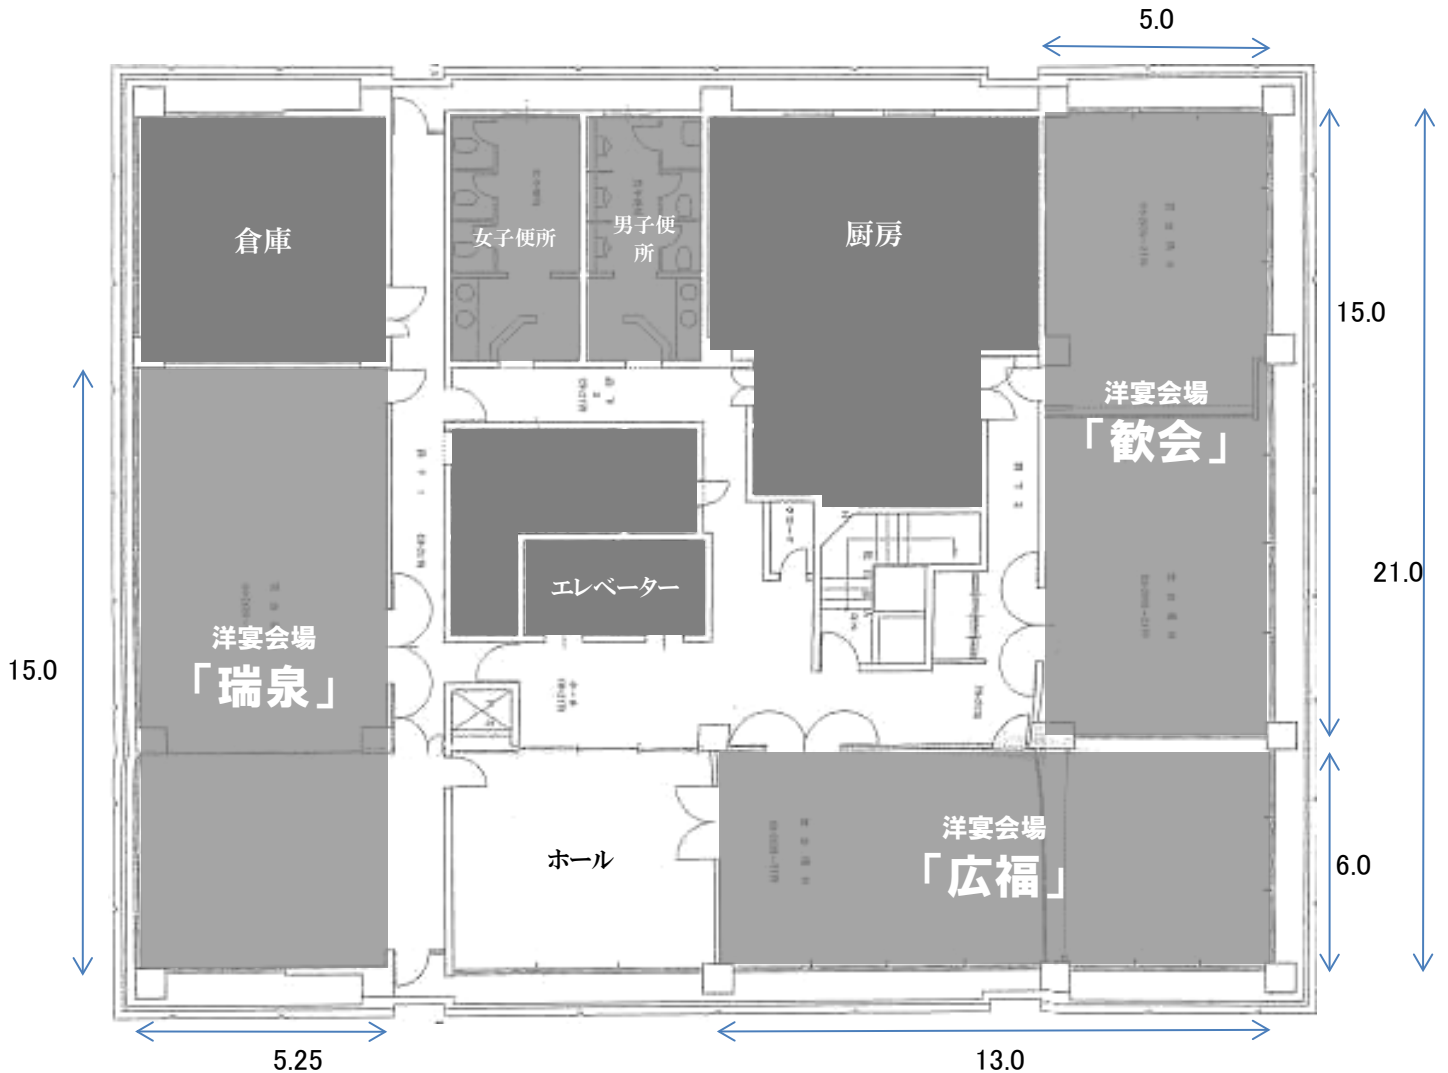 5.0
倉庫
女子便所
男子便
所
厨房
15.0
洋宴会場
「歓会」
21.0
エレベーター
洋宴会場
「瑞泉」
15.0
洋宴会場
「広福」
ホール
6.0
5.25
13.0